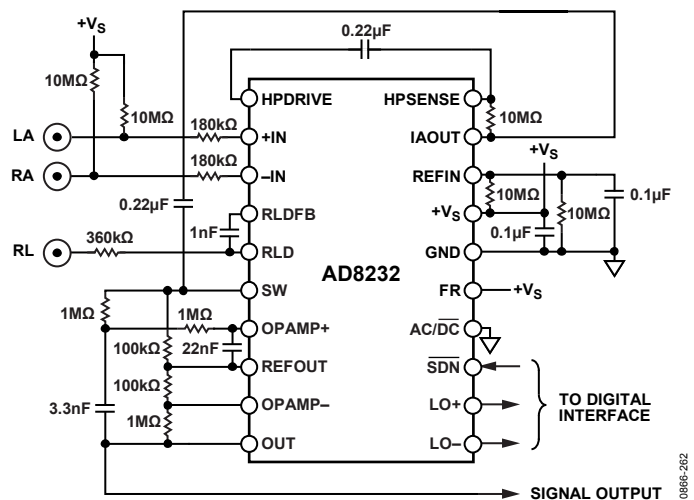 0.22µF
+VS
10MΩ
HPDRIVE
HPSENSE
10MΩ
180kΩ
10MΩ
LA
+IN
IAOUT
180kΩ
+VS
RA
–IN
REFIN
0.22µF
10MΩ
0.1µF
RLDFB
+VS
10MΩ
1nF
0.1µF
RL
360kΩ
RLD
GND
AD8232
SW
FR
+VS
1MΩ
1MΩ
OPAMP+
AC/DC
100kΩ
22nF
REFOUT
SDN
100kΩ
TO DIGITAL
INTERFACE
3.3nF
OPAMP–
LO+
1MΩ
OUT
LO–
SIGNAL OUTPUT
0866-262